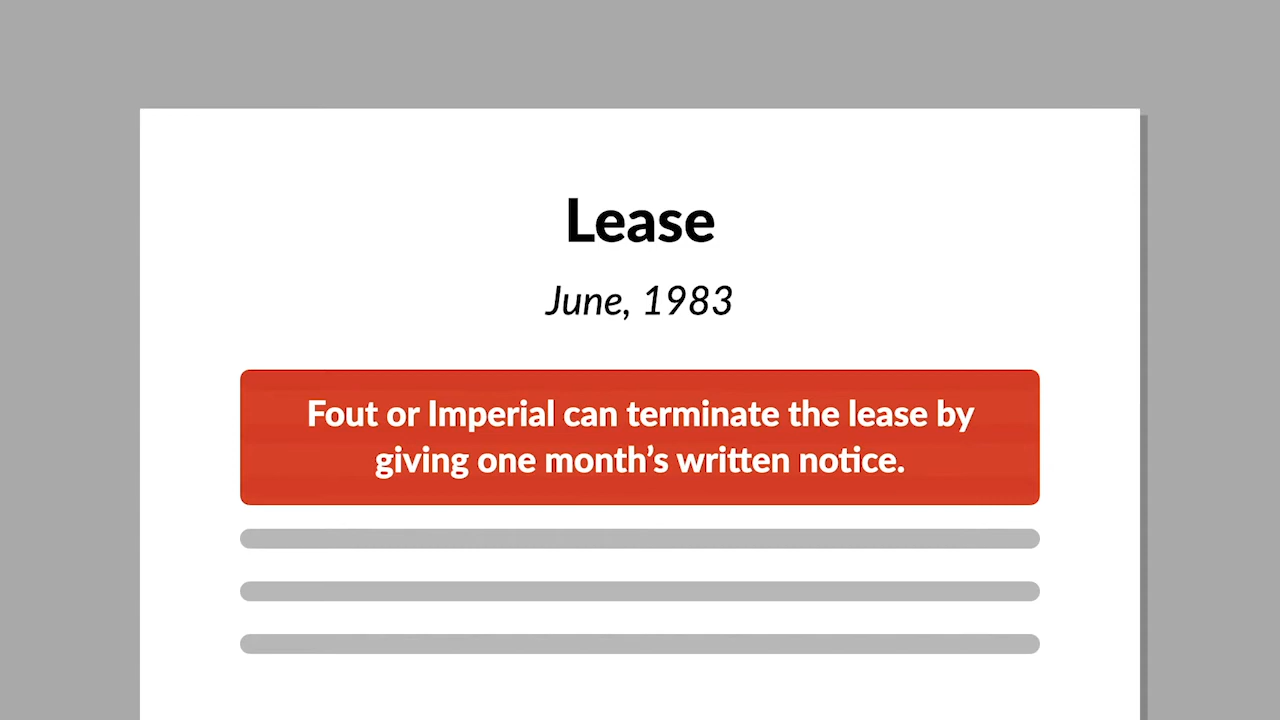 Lease
June, 1983
Fout or Imperial can terminate the lease by
giving one month’s written notice.